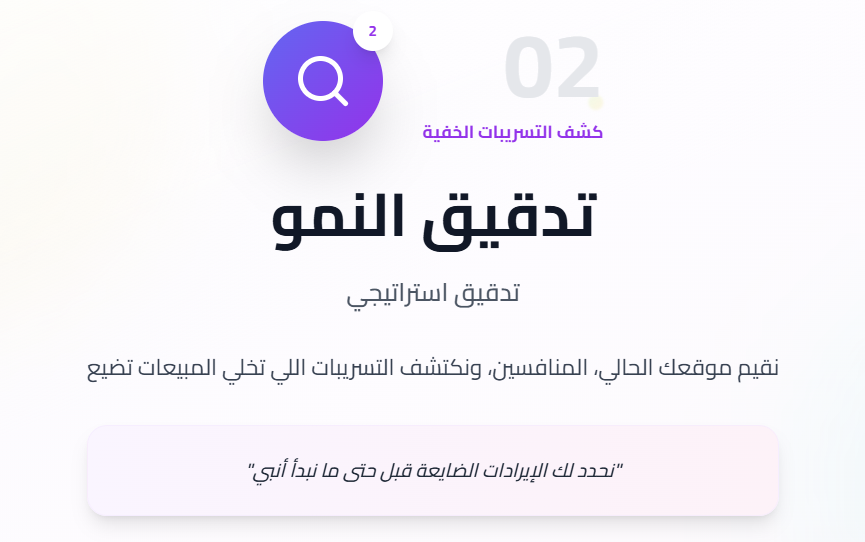 02
2
كشف التسريبات الخفية
تدقيق النمو
تدقيق استراتيجي
نقيم موقعك الحالي، المنافسين، ونكتشف التسريبات اللي تخلي المبيعات تضيع
"نحدد لك الإيرادات الضايعة قبل حتى ما نبدأ أنبي"